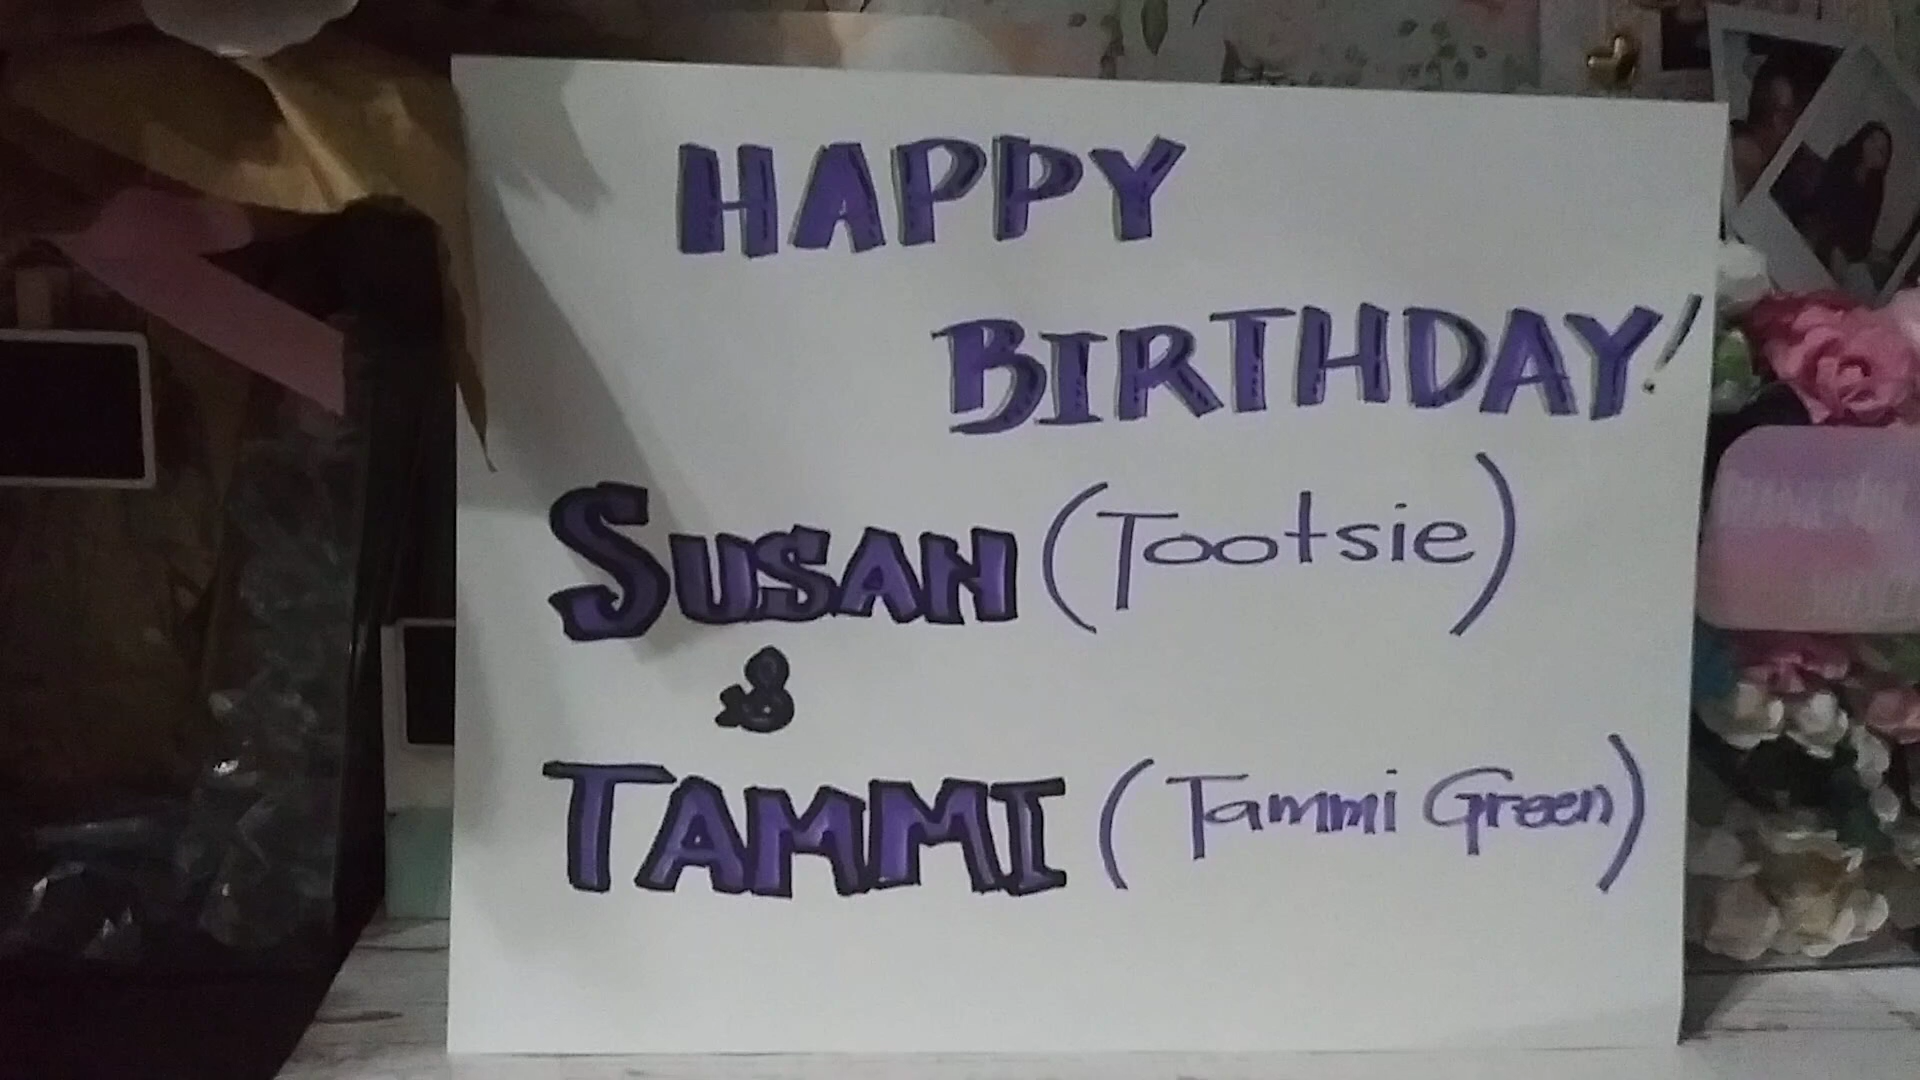 HAPPY
BIRTHDAY!
SUSAN (Tootsie)
&
TAMMI (Tammi Green)